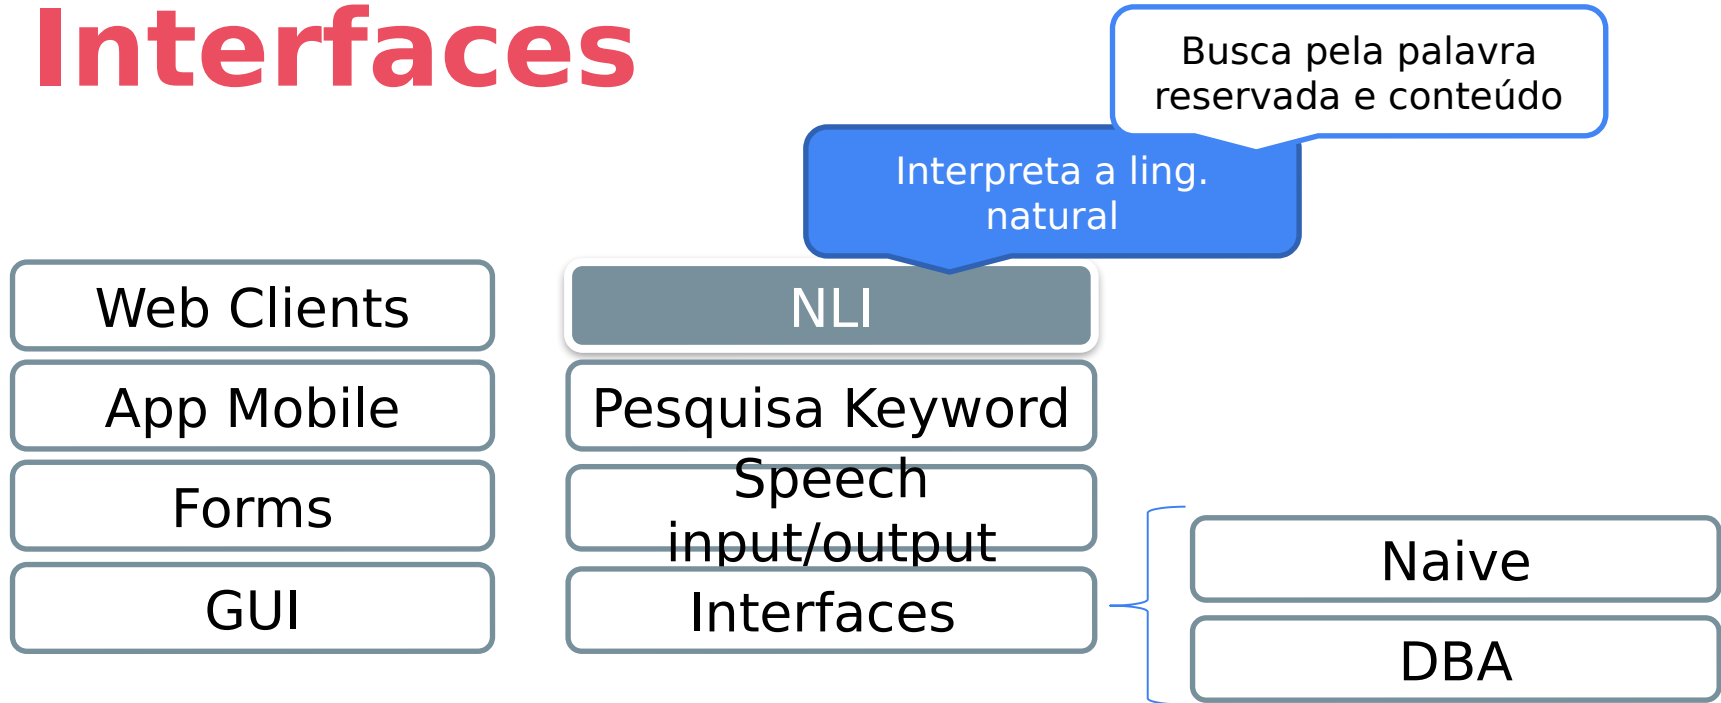 Interfaces
Busca pela palavra
reservada e conteúdo
Interpreta a ling.
natural
Web Clients
App Mobile
Forms
GUI
NLI
Pesquisa Keyword
Speech
input/output
Interfaces
Naive
DBA